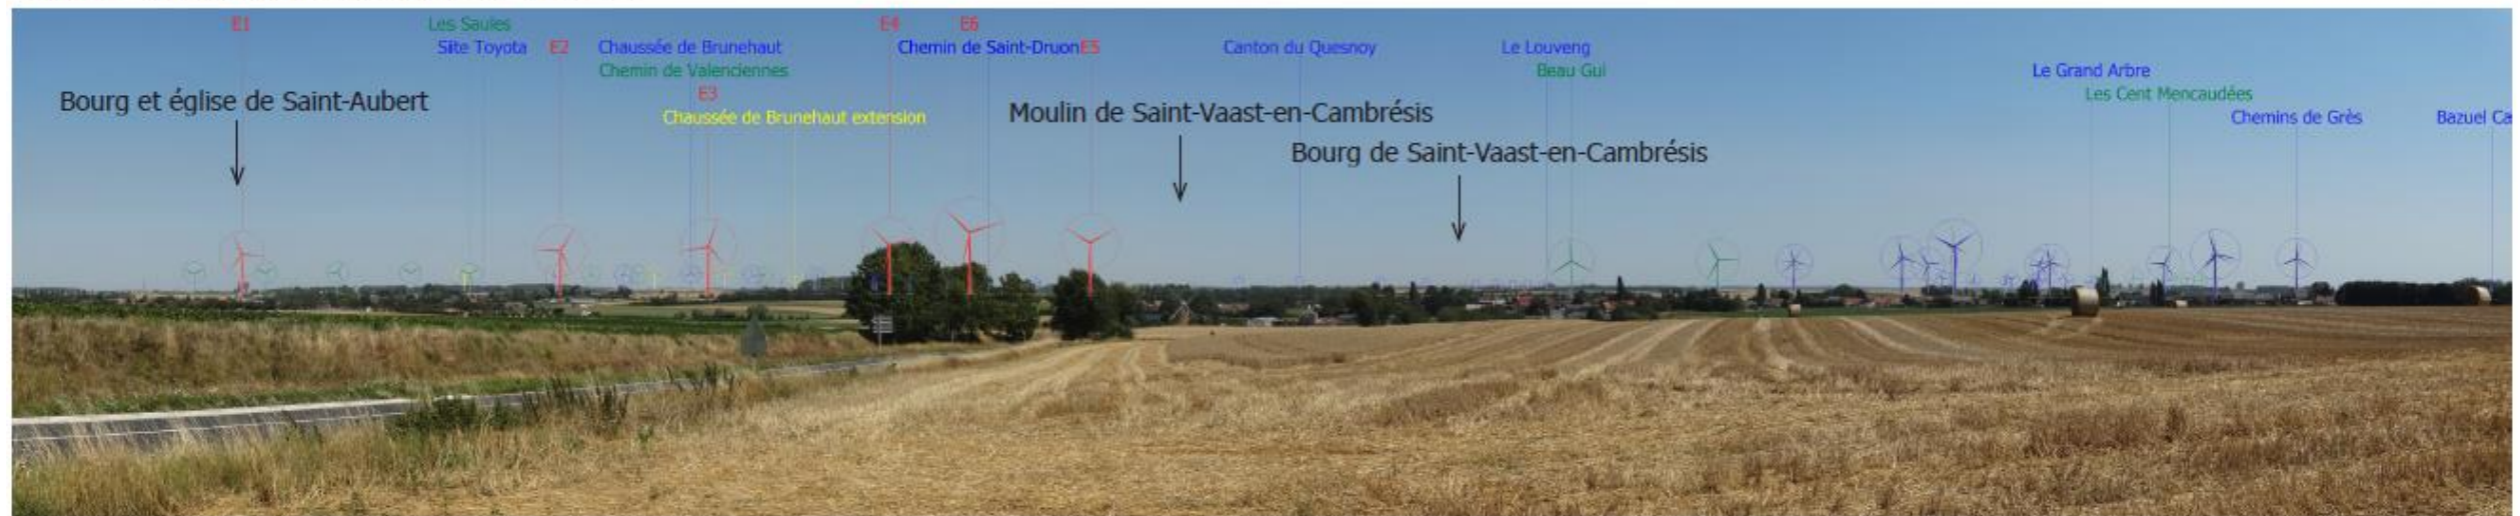 E1
Les Saules
E4
E6
Siite Toyota
E2
Chaussée de Brunehaut
Chemin de Saint-Druon
E5
Canton du Quesnoy
Le Louveng
Chemin de Valenciennes
Beau Gui
Le Grand Arbre
Bourg et église de Saint-Aubert
E3
Les Cent Mencaudées
Chaussée de Brunehaut extension
Moulin de Saint-Vaast-en-Cambrésis
Chemins de Grès
Bazuel Ca
Bourg de Saint-Vaast-en-Cambrésis